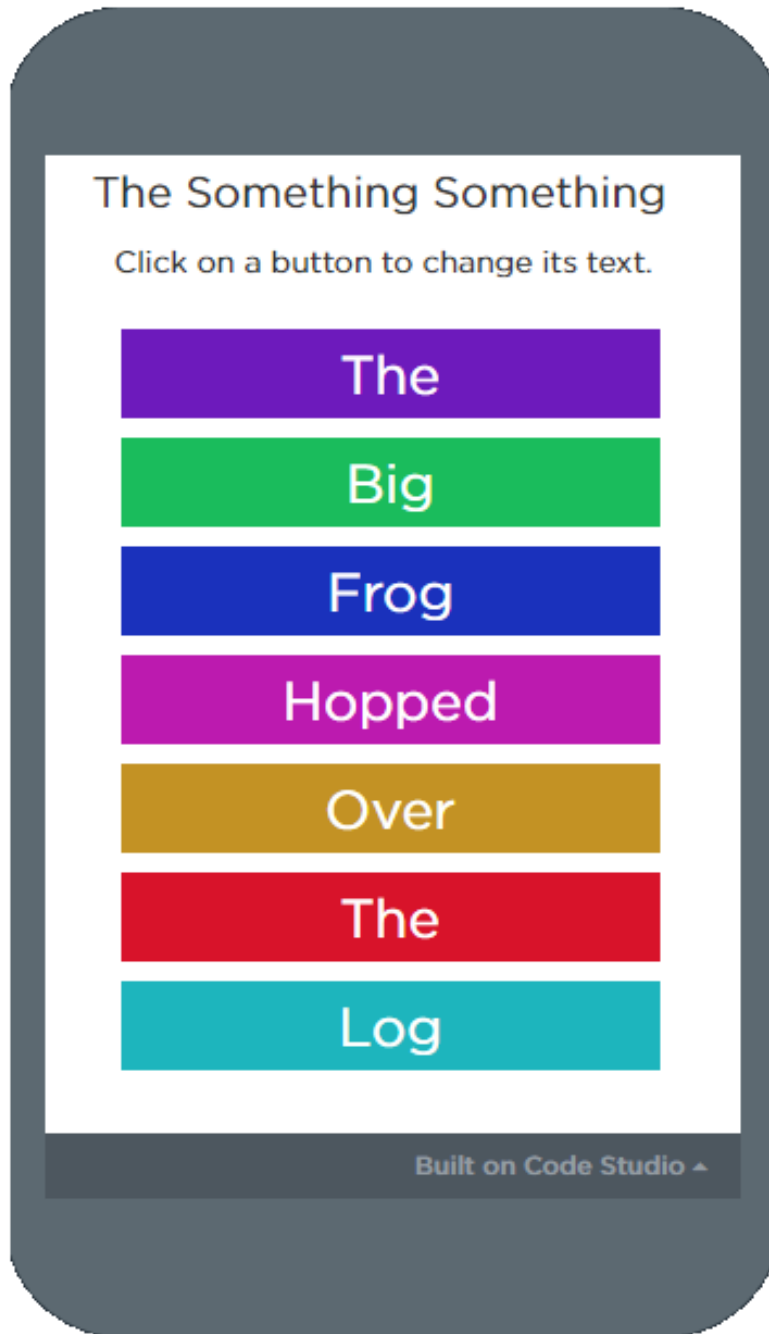 The Something Something
Click on a button to change its text.
The
Big
Frog
Hopped
Over
The
Log
Built on Code Studio